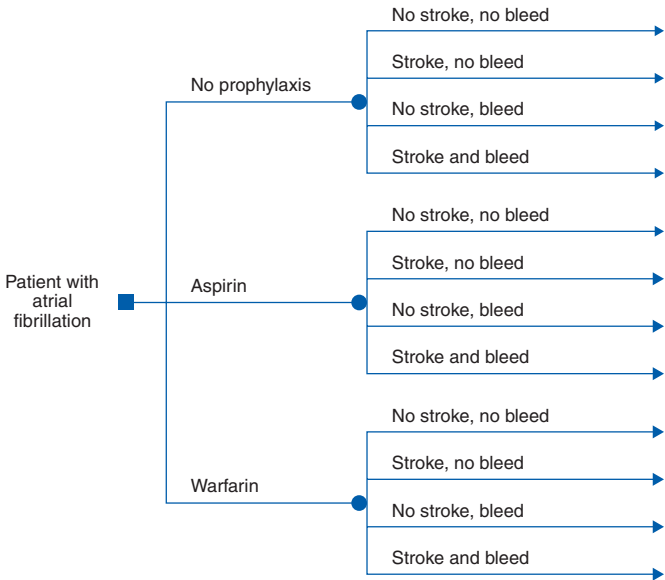 No stroke, no bleed
Stroke, no bleed
No prophylaxis
No stroke, bleed
Stroke and bleed
No stroke, no bleed
Stroke, no bleed
Patient with
atrial
fibrillation
Aspirin
No stroke, bleed
Stroke and bleed
No stroke, no bleed
Stroke, no bleed
Warfarin
No stroke, bleed
Stroke and bleed